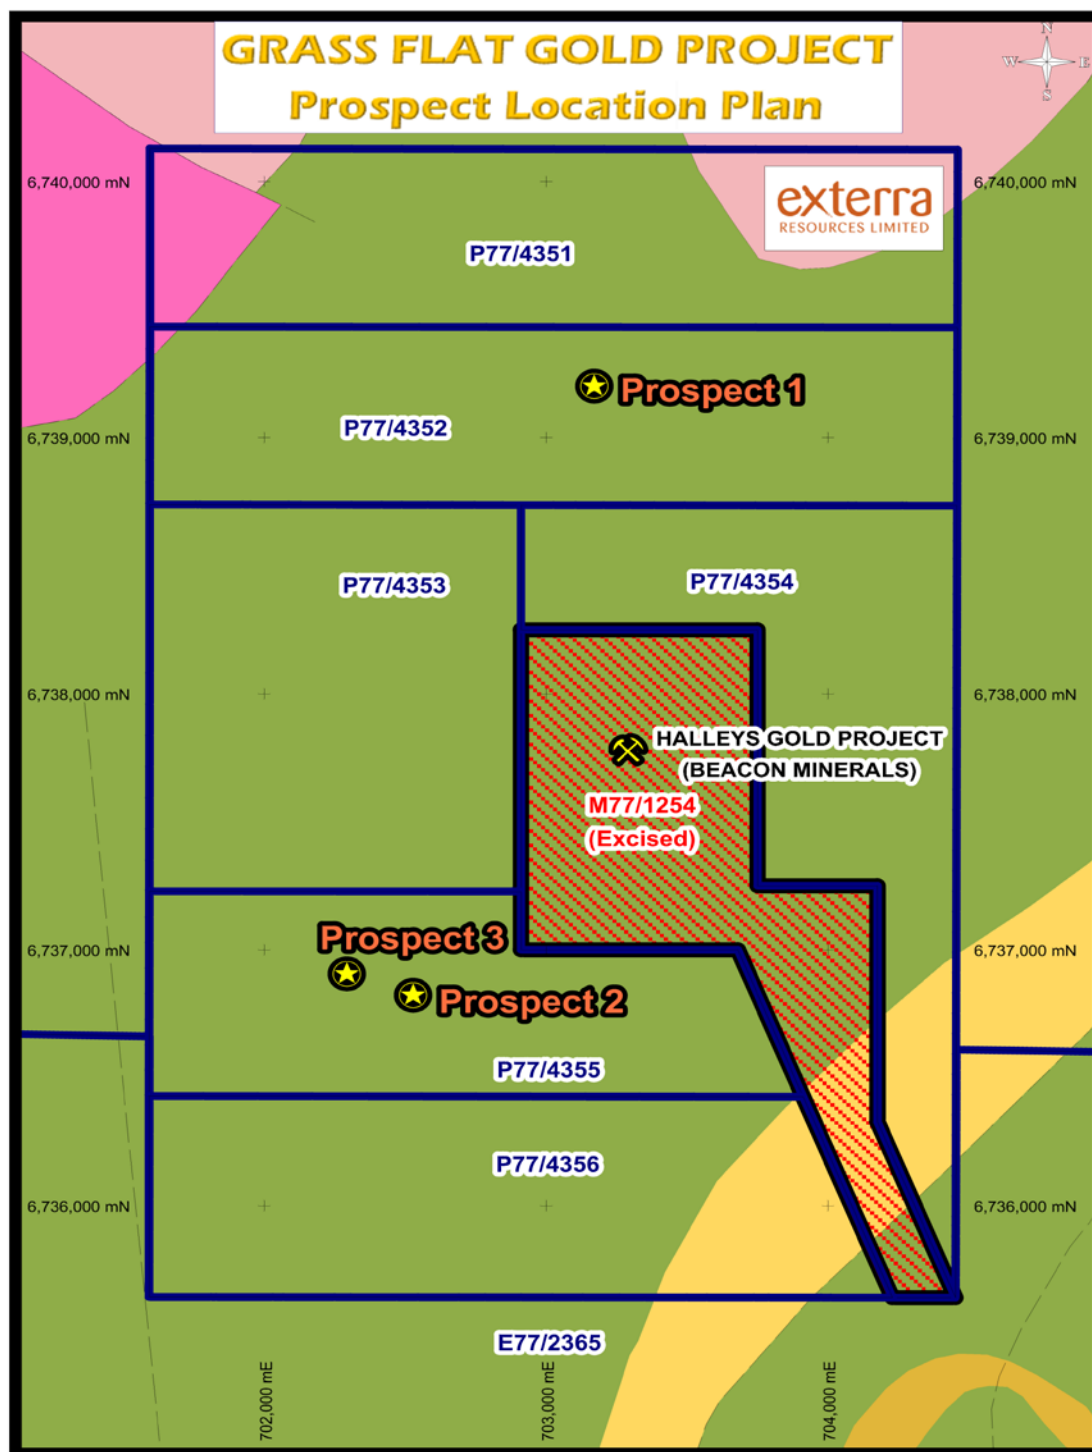 GRASS FLAT GOLD PROJECT
Prospect Location Plan
N
W E
S
exterra
RESOURCES LIMITED
6,740,000 mN
6,740,000 mN
P77/4351
Prospect 1
P77/4352
6,739,000 mN
6,739,000 mN
P77/4353
P77/4354
6,738,000 mN
6,738,000 mN
HALLEYS GOLD PROJECT
(BEACON MINERALS)
M77/1254
(Excised)
Prospect 3
6,737,000 mN
6,737,000 mN
Prospect 2
P77/4355
P77/4356
6,736,000 mN
6,736,000 mN
E77/2365
702,000 mE
703,000 mE
704,000 mE